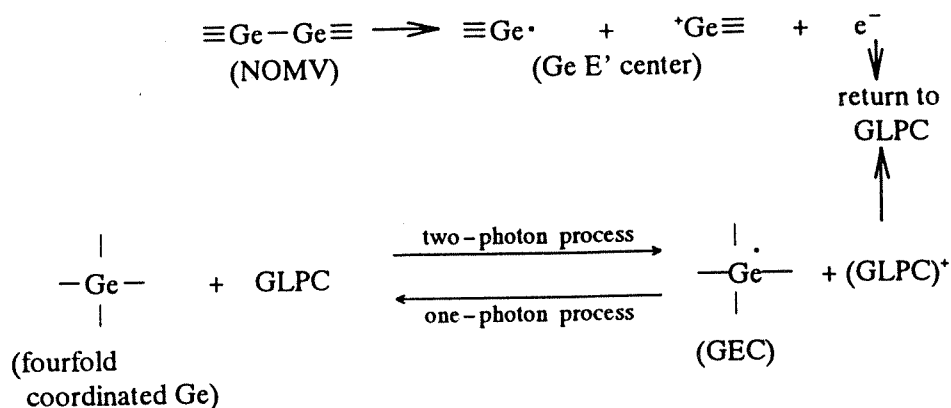 ≡Ge−Ge≡ → ≡Ge· + ⁺Ge≡ + e⁻
(NOMV) (Ge E' center)
return to
GLPC
two−photon process
−Ge− + GLPC −Ge− + (GLPC)⁺
one−photon process
(GEC)
(fourfold
coordinated Ge)